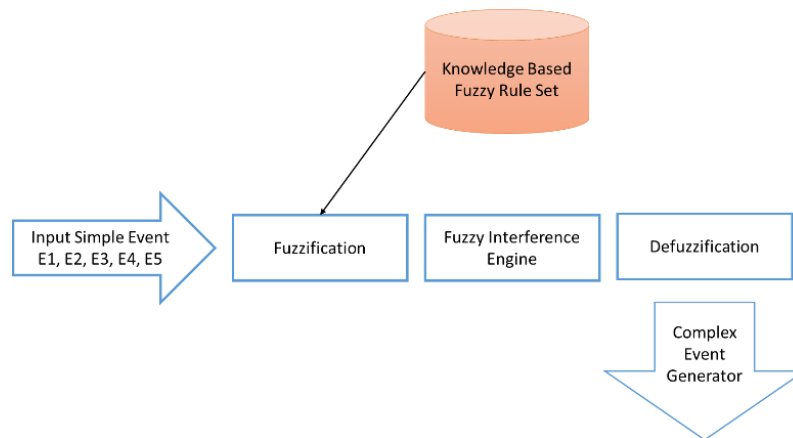 Knowledge Based
Fuzzy Rule Set
Input Simple Event
E1, E2, E3, E4, E5
Fuzzification
Fuzzy Interference
Engine
Defuzzification
Complex
Event
Generator